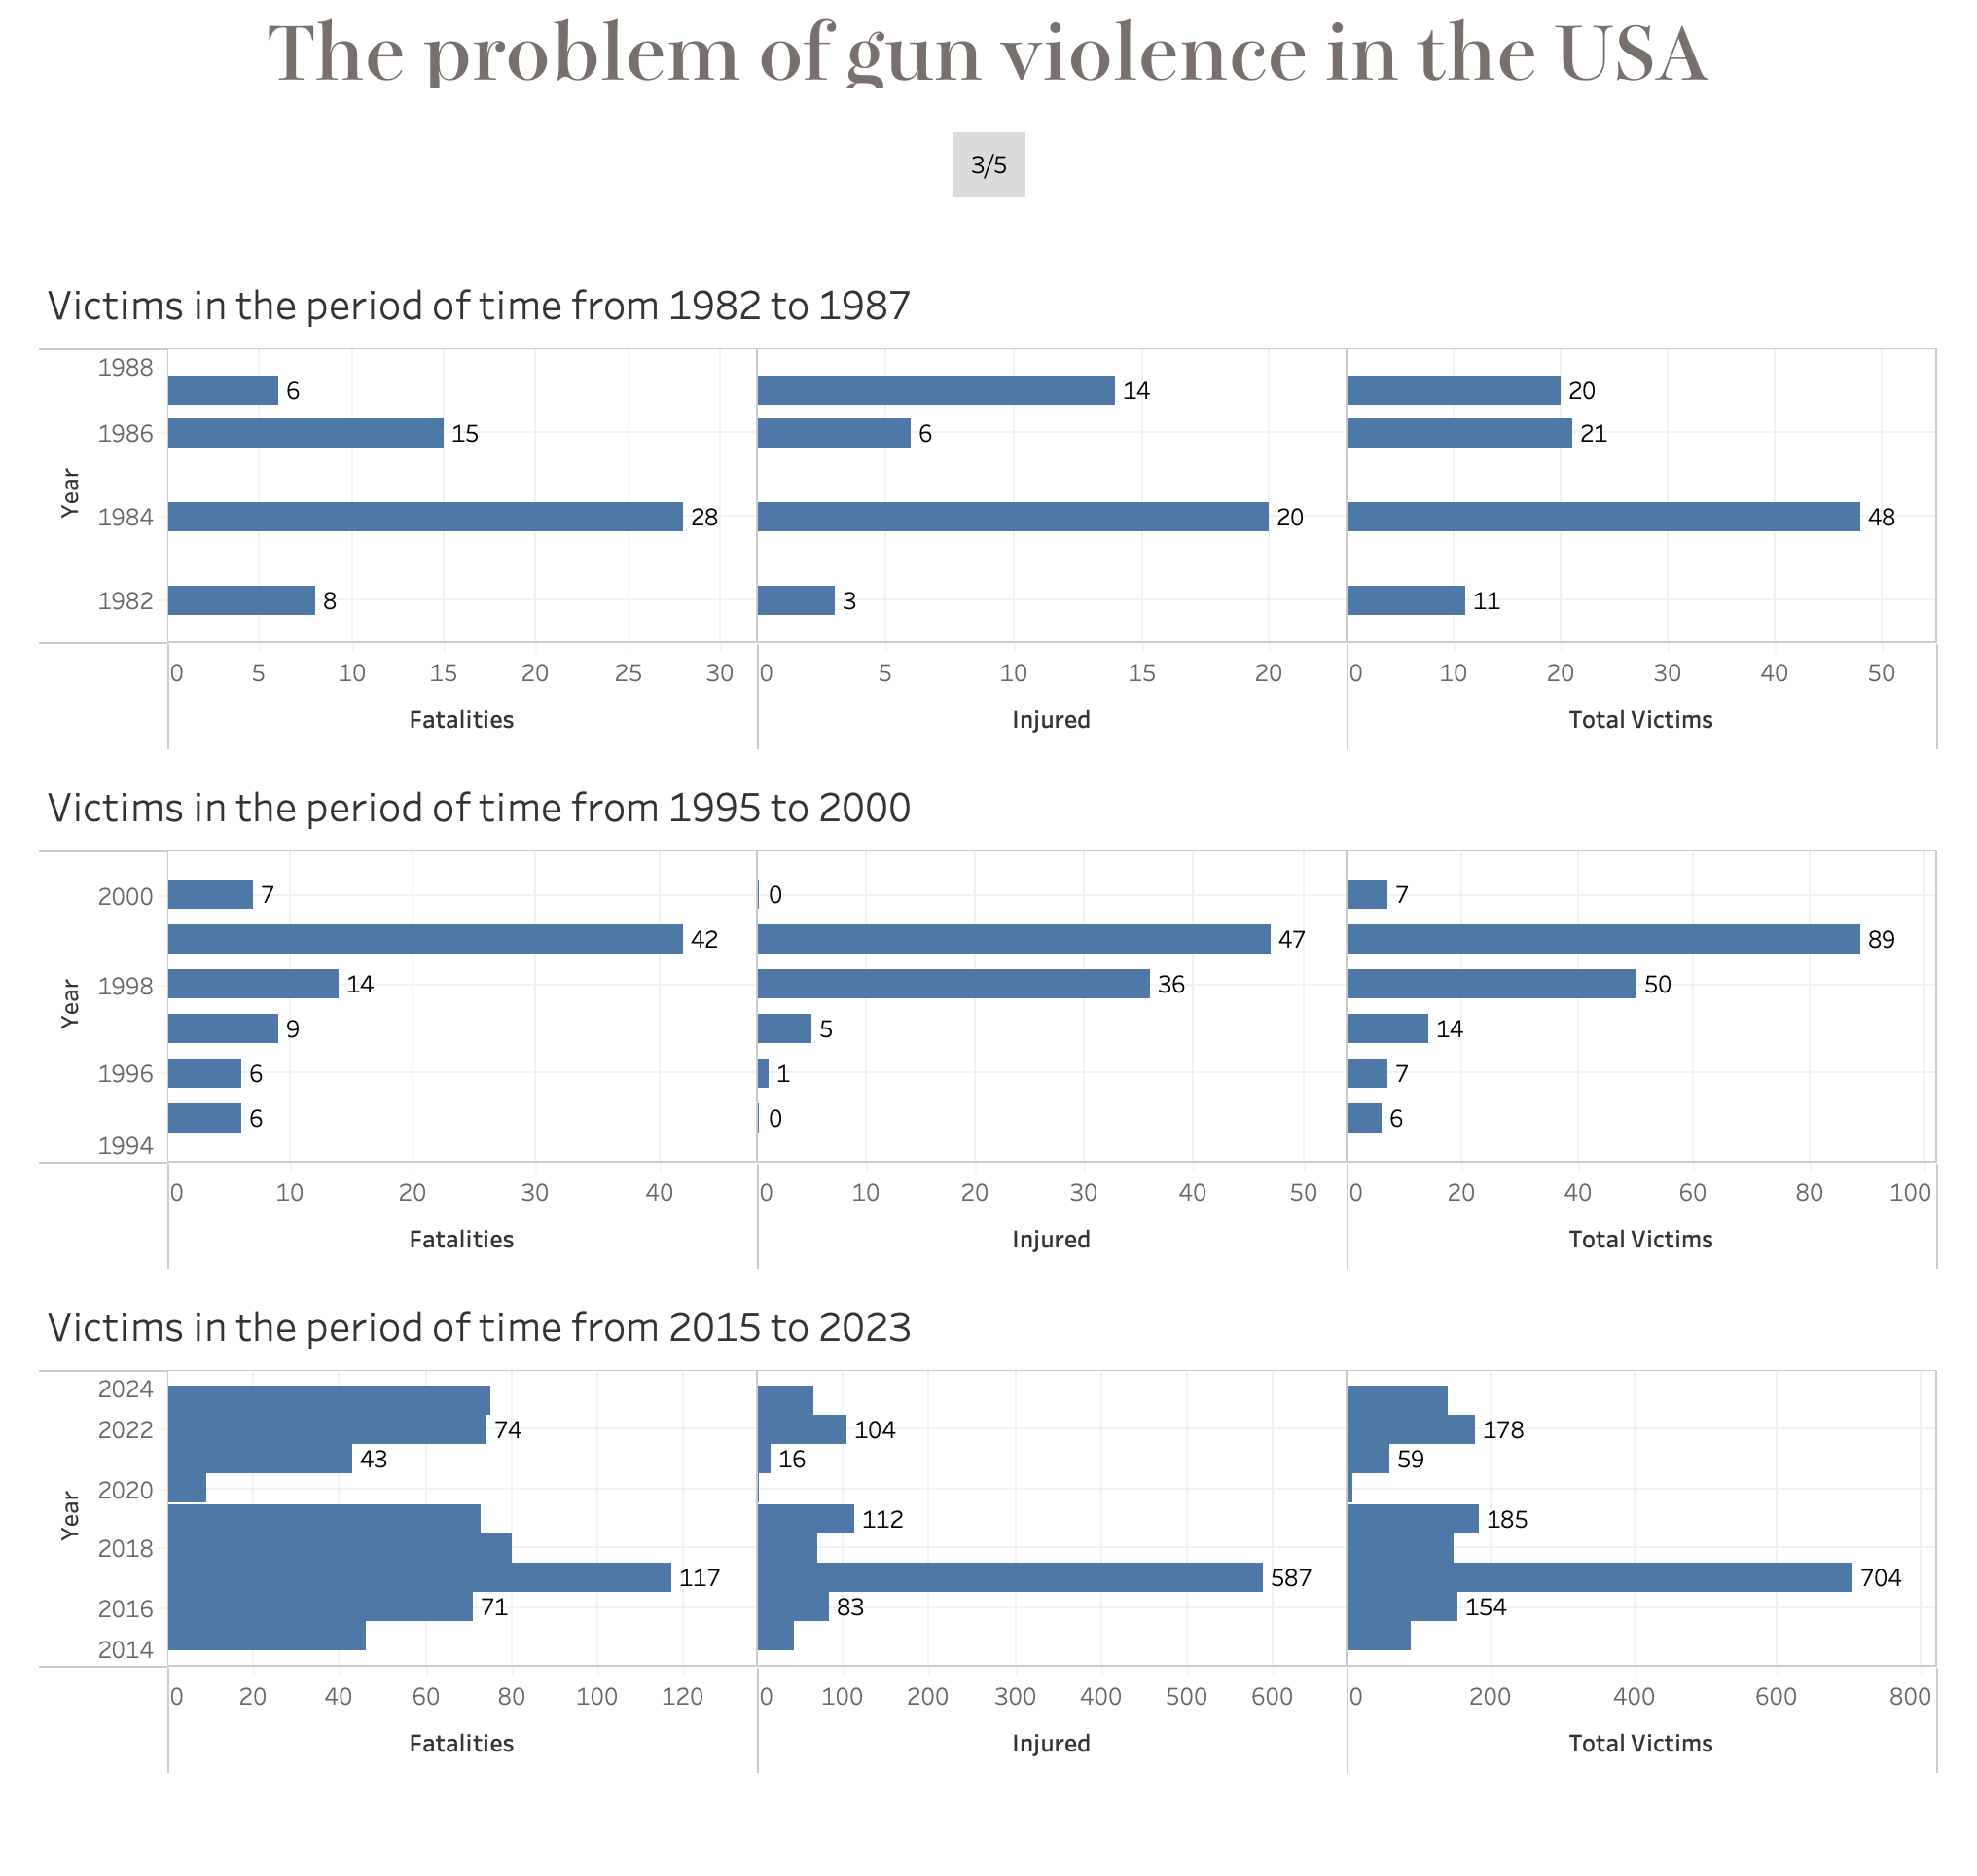 The problem of gun violence in the USA
3/5
Victims in the period of time from 1982 to 1987
1988
6 14 20
1986 15 6 21
Year
1984 28 20 48
1982 8 3 11
0 5 10 15 20 25 30 0 5 10 15 20 0 10 20 30 40 50
Fatalities Injured Total Victims
Victims in the period of time from 1995 to 2000
2000 7 0 7
42 47 89
1998 14 36 50
Year
9 5 14
1996 6 1 7
6 0 6
1994
0 10 20 30 40 0 10 20 30 40 50 0 20 40 60 80 100
Fatalities Injured Total Victims
Victims in the period of time from 2015 to 2023
2024
2022 74 104 178
43 16 59
2020
Year
112 185
2018
117 587 704
2016 71 83 154
2014
0 20 40 60 80 100 120 0 100 200 300 400 500 600 0 200 400 600 800
Fatalities Injured Total Victims